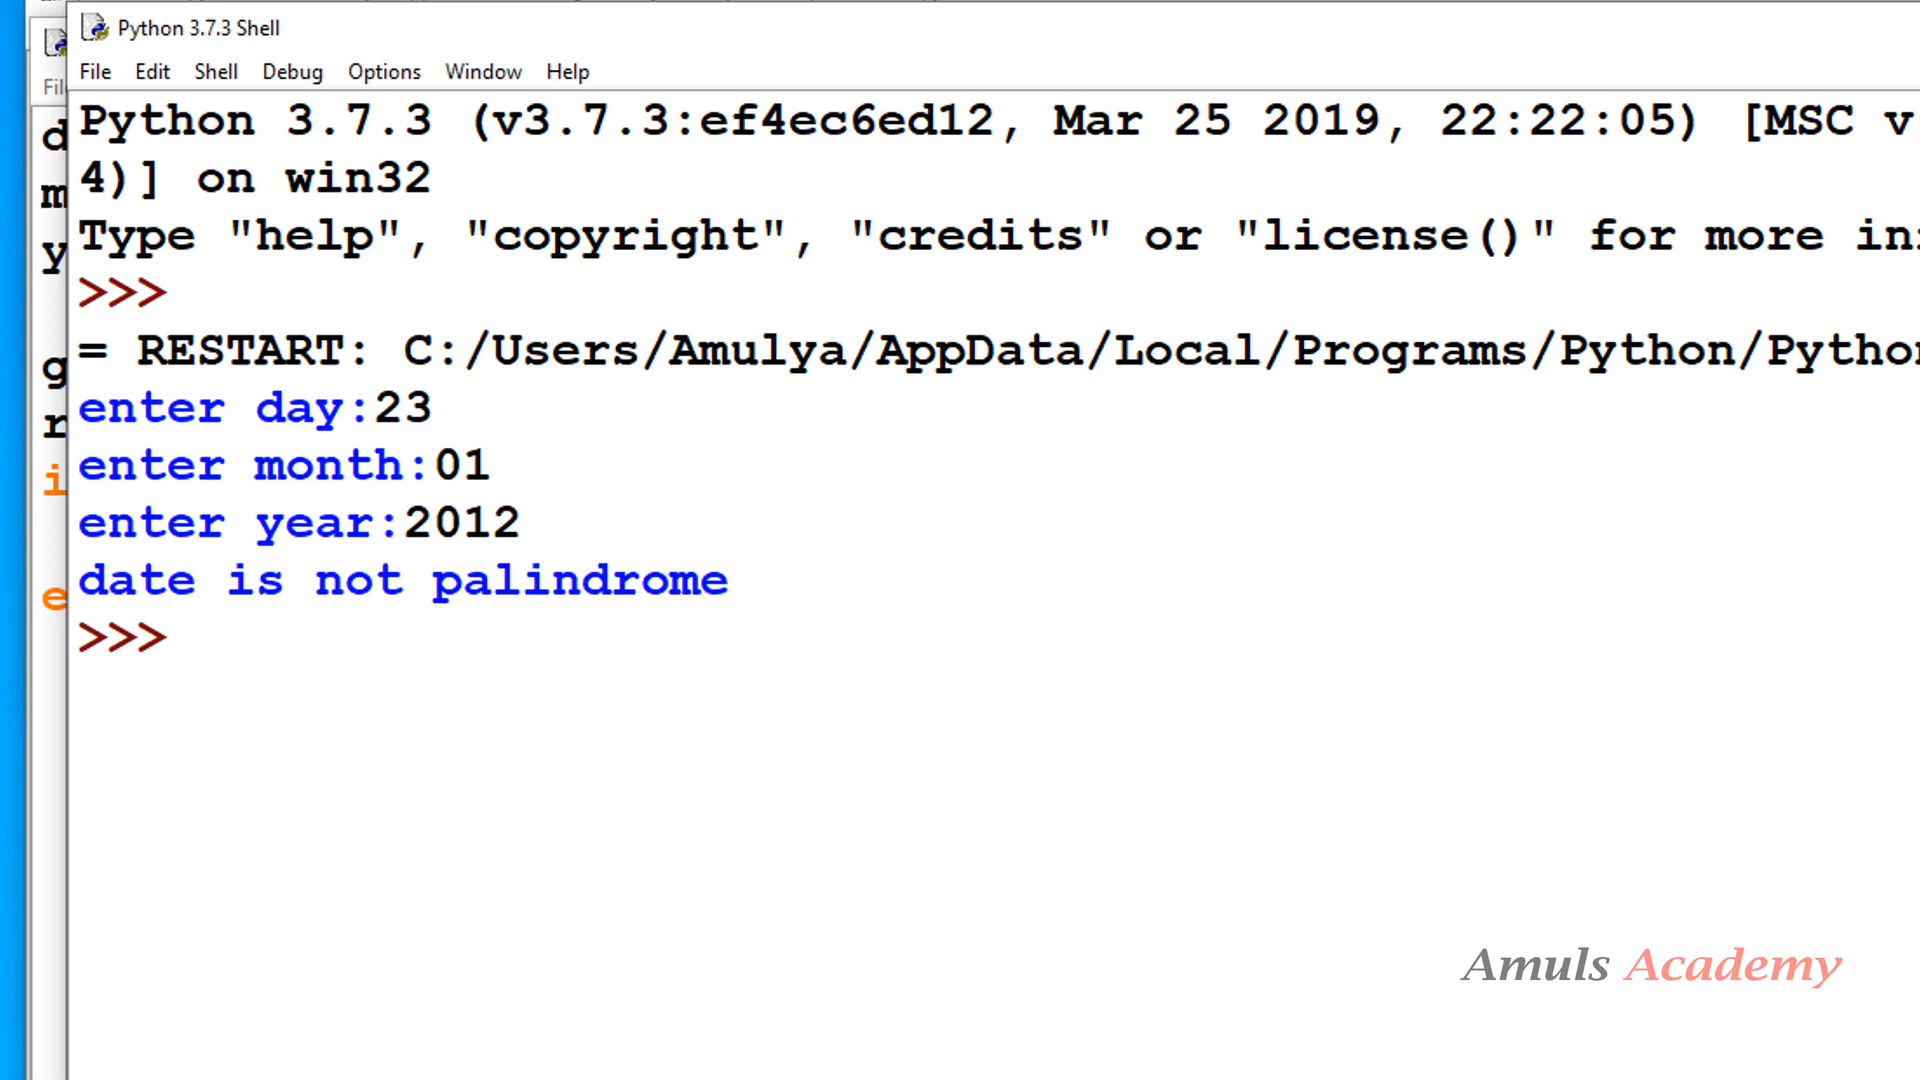 Python 3.7.3 Shell
File Edit Shell Debug Options Window Help
Python 3.7.3 (v3.7.3:ef4ec6ed12, Mar 25 2019, 22:22:05) [MSC v
4)] on win32
Type "help", "copyright", "credits" or "license()" for more
>>>
= RESTART: C:/Users/Amulya/AppData/Local/Programs/Python/Python
enter day:23
enter month:01
enter year:2012
date is not palindrome
>>>
Amuls Academy